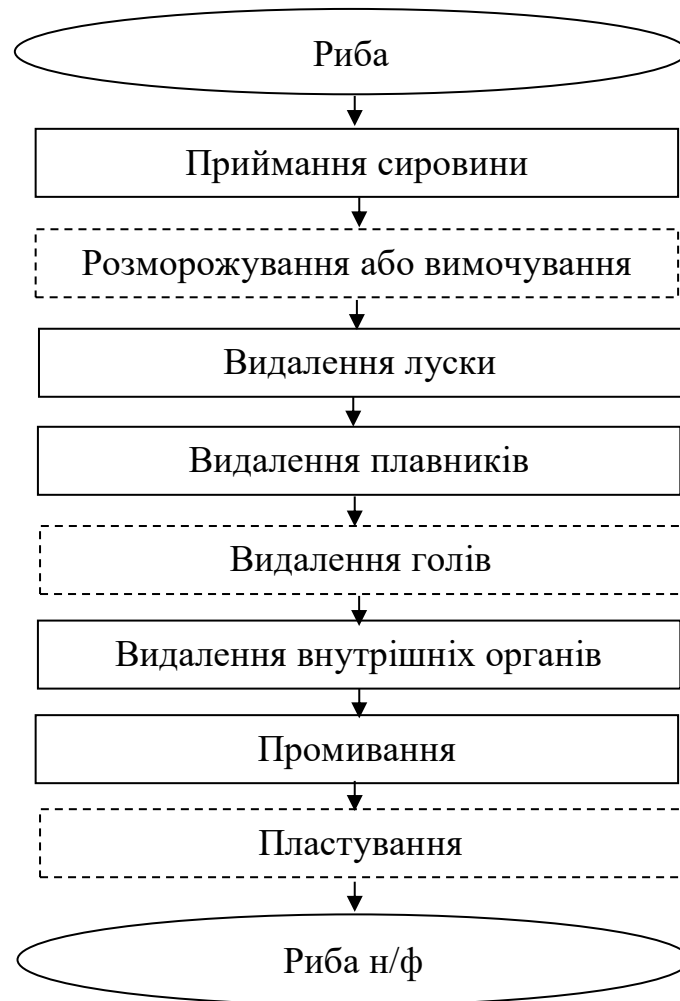 Риба
Приймання сировини
Розморожування або вимочування
Видалення луски
Видалення плавників
Видалення голів
Видалення внутрішніх органів
Промивання
Пластування
Риба н/ф